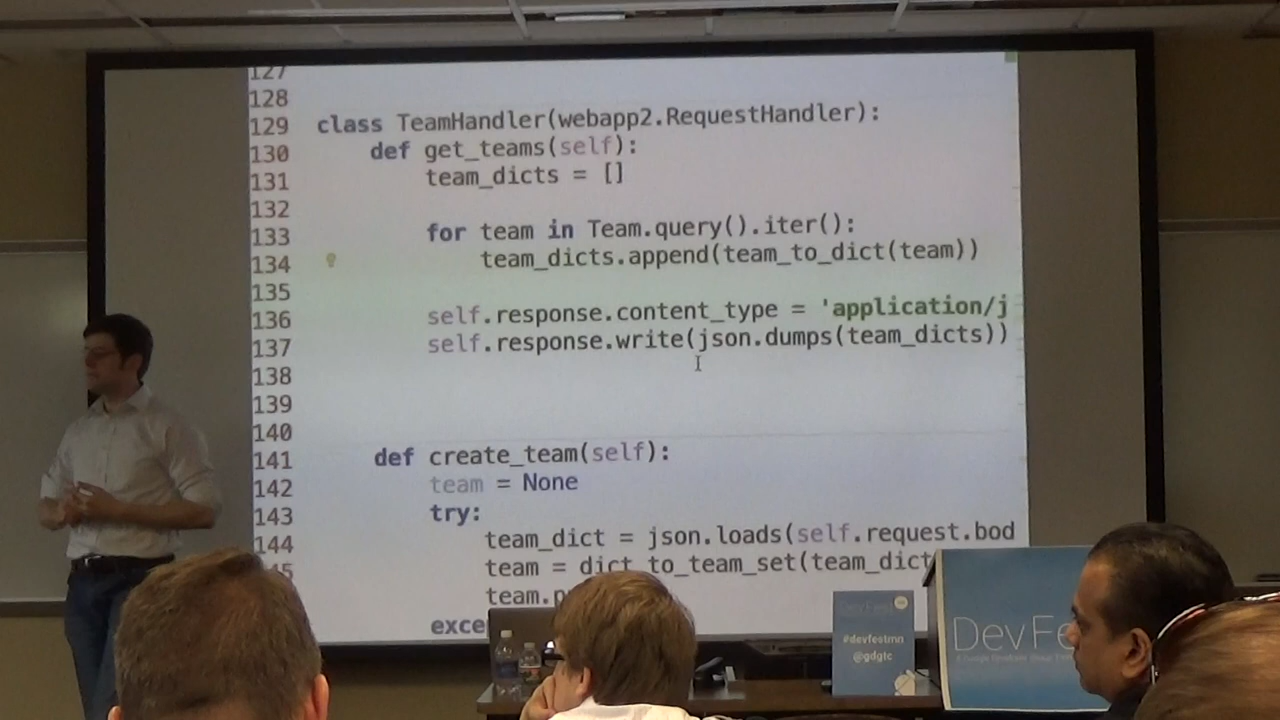 127
128
129 class TeamHandler(webapp2.RequestHandler):
130 def get_teams(self):
131 team_dicts = []
132
133 for team in Team.query().iter():
134 team_dicts.append(team_to_dict(team))
135
136 self.response.content_type = 'application/j
137 self.response.write(json.dumps(team_dicts))
138
139
140
141 def create_team(self):
142 team = None
143 try:
144 team_dict = json.loads(self.request.bod
team = dict_to_team_set(team_dict
team.p
exce
DevFest
#devfestmn
@gdgtc
DevFe